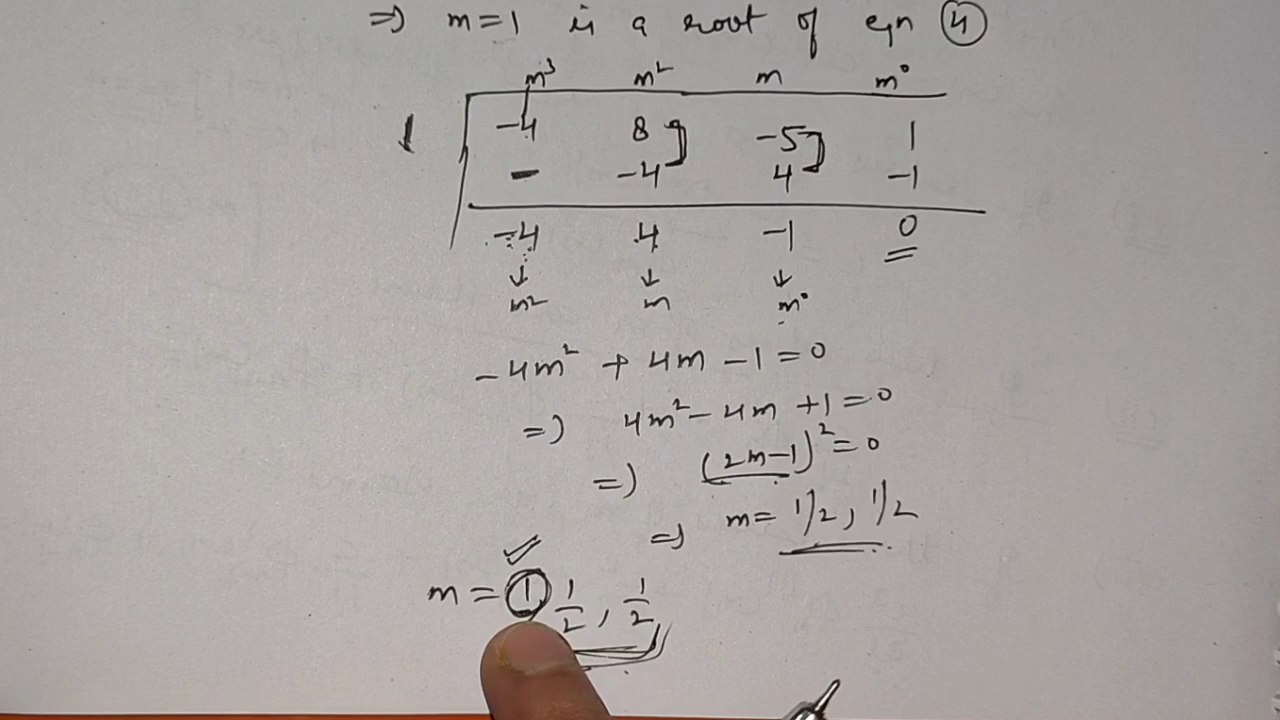 =) m=1 is a root of eqn ④
m³ m² m m⁰
1 -4 8 -5 1
- -4 4 -1
-4 4 -1 0
↓ ↓ ↓
m² m m⁰
-4m² + 4m -1 =0
=) 4m² - 4m +1 =0
=) (2m-1)² =0
=) m= 1/2, 1/2
m = 1 1/2, 1/2